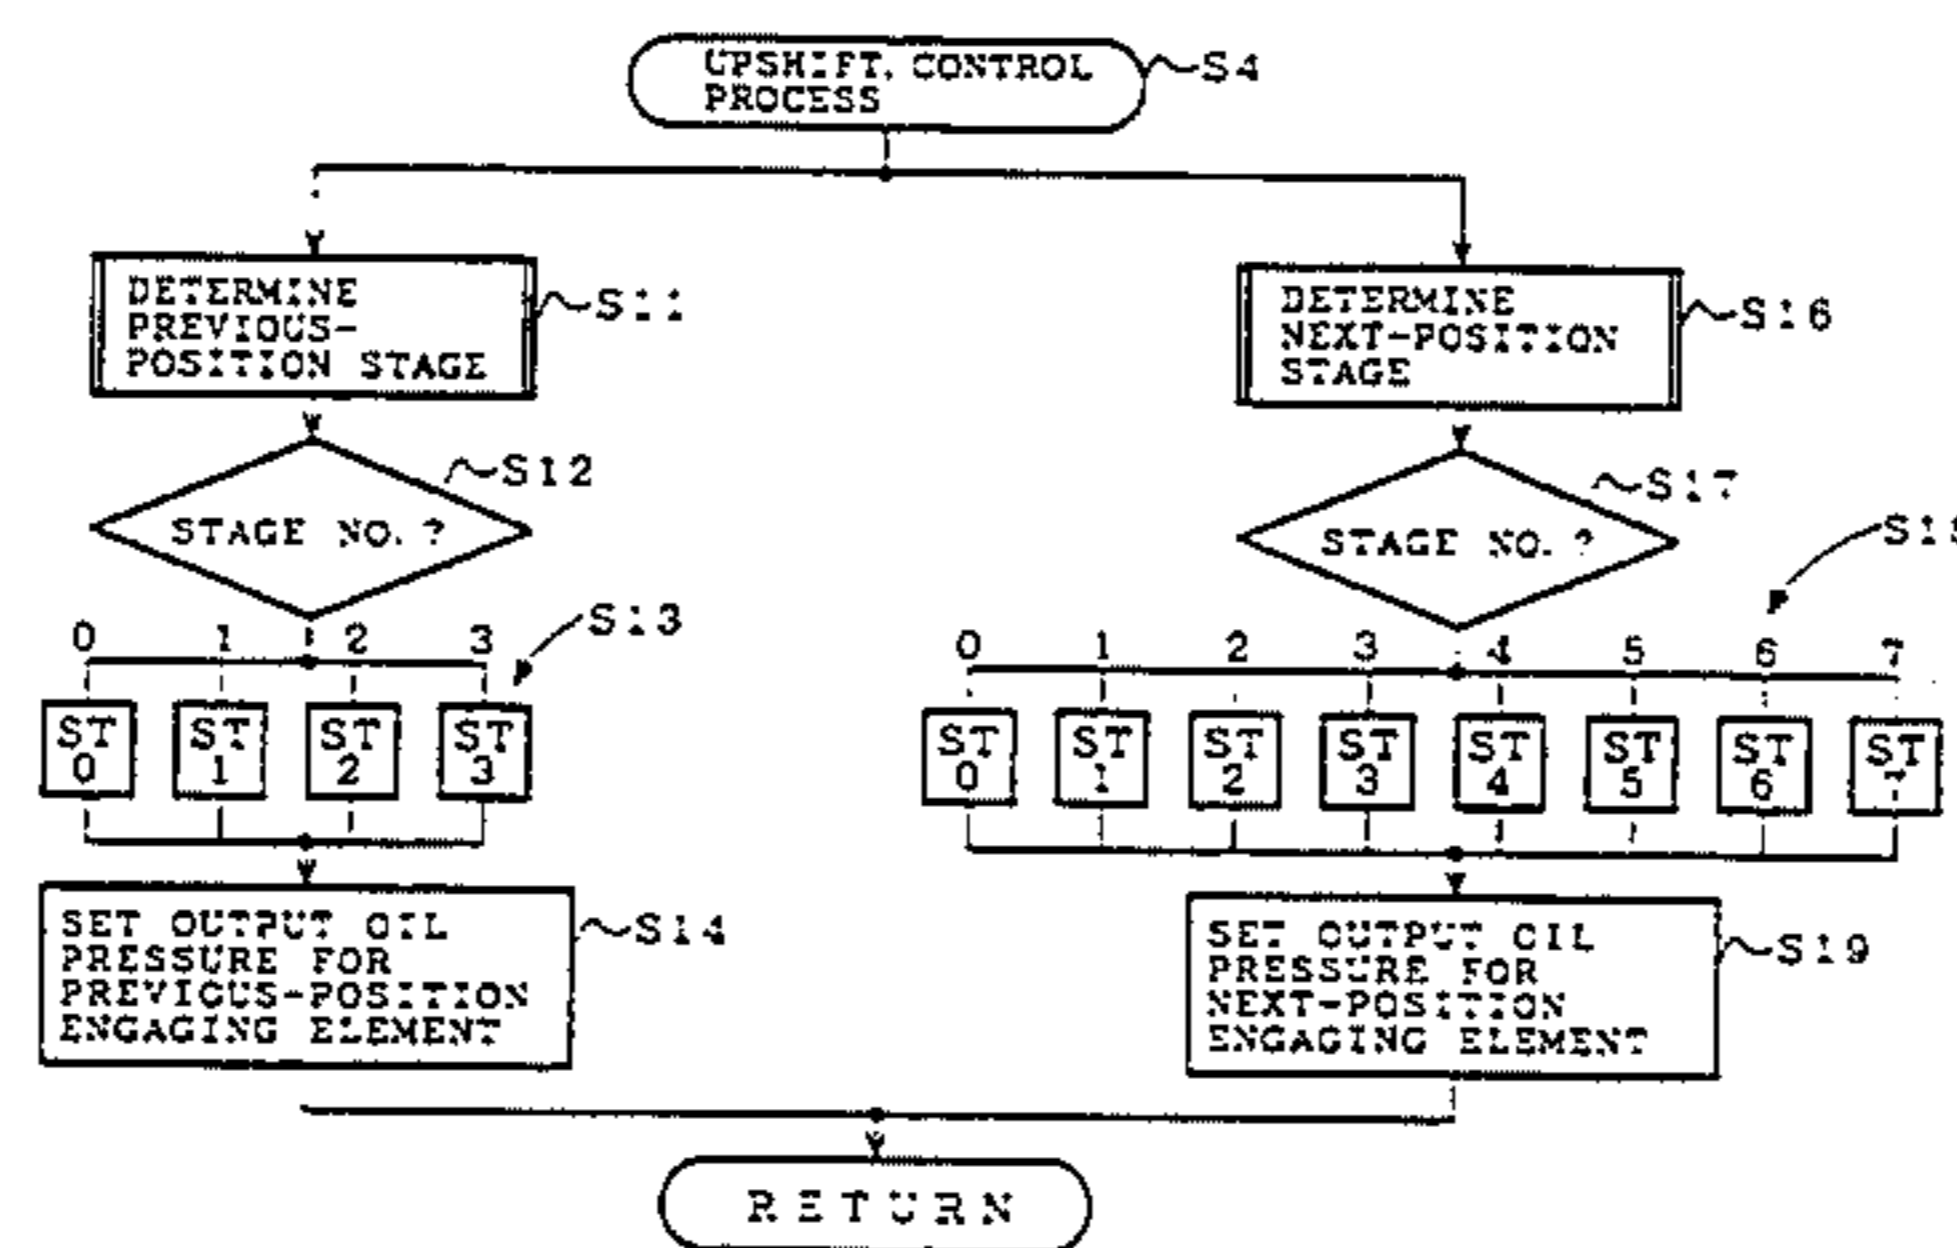 UPSHIFT, CONTROL
PROCESS
S4
DETERMINE
PREVIOUS-
POSITION STAGE
S11
STAGE NO. ?
S12
0 1 2 3
S13
ST
0
ST
1
ST
2
ST
3
SET OUTPUT OIL
PRESSURE FOR
PREVIOUS-POSITION
ENGAGING ELEMENT
S14
DETERMINE
NEXT-POSITION
STAGE
S16
STAGE NO. ?
S17
0 1 2 3 4 5 6 7
ST
0
ST
1
ST
2
ST
3
ST
4
ST
5
ST
6
ST
7
SET OUTPUT OIL
PRESSURE FOR
NEXT-POSITION
ENGAGING ELEMENT
S19
RETURN